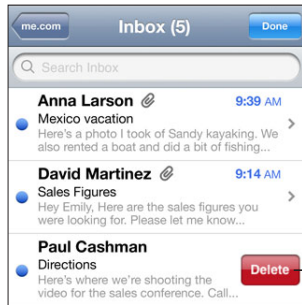 me.com Inbox (5) Done
Search Inbox
Anna Larson 9:39 AM
Mexico vacation
Here's a photo I took of Sandy kayaking. We
also rented a boat and did a bit of fishing...
David Martinez 9:14 AM
Sales Figures
Hey Emily, Here are the sales figures you
were looking for. Please let me know...
Paul Cashman
Directions Delete
Here's where we're shooting the
video for the sales conference. Call...